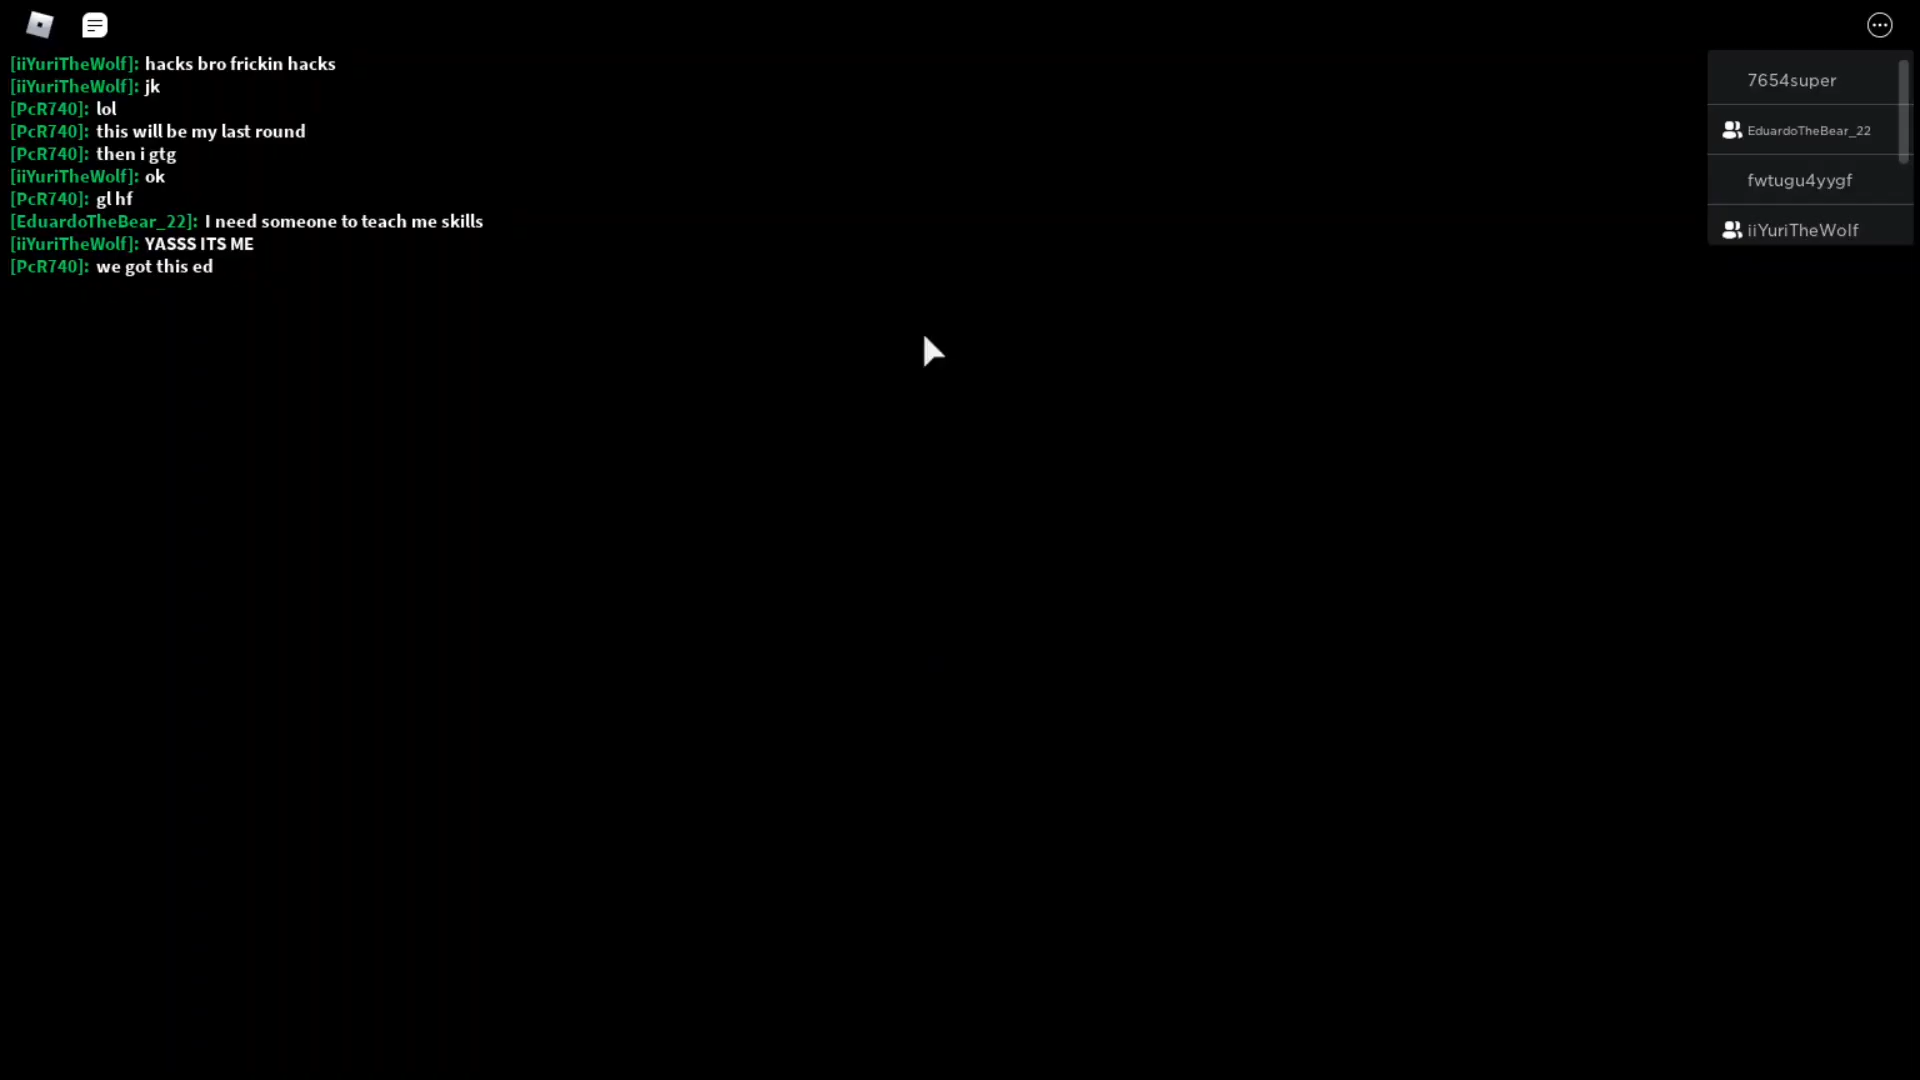 [iiYuriTheWolf]: hacks bro frickin hacks
[iiYuriTheWolf]: jk
[PcR740]: lol
[PcR740]: this will be my last round
[PcR740]: then i gtg
[iiYuriTheWolf]: ok
[PcR740]: gl hf
[EduardoTheBear_22]: I need someone to teach me skills
[iiYuriTheWolf]: YASSS ITS ME
[PcR740]: we got this ed
7654super
EduardoTheBear_22
fwtugu4yygf
iiYuriTheWolf